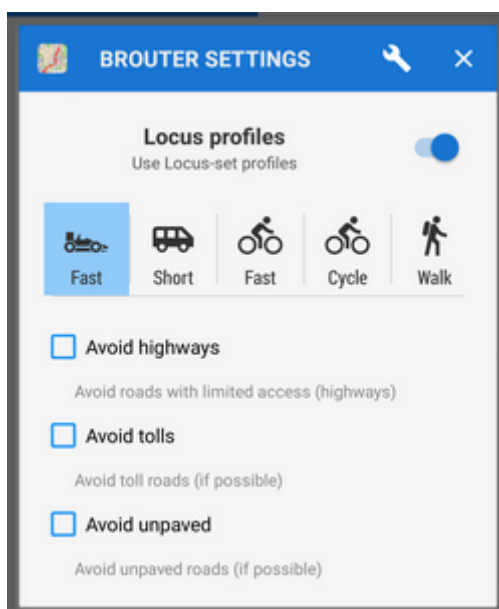 BROUTER SETTINGS
Locus profiles
Use Locus-set profiles
Fast Short Fast Cycle Walk
Avoid highways
Avoid roads with limited access (highways)
Avoid tolls
Avoid toll roads (if possible)
Avoid unpaved
Avoid unpaved roads (if possible)